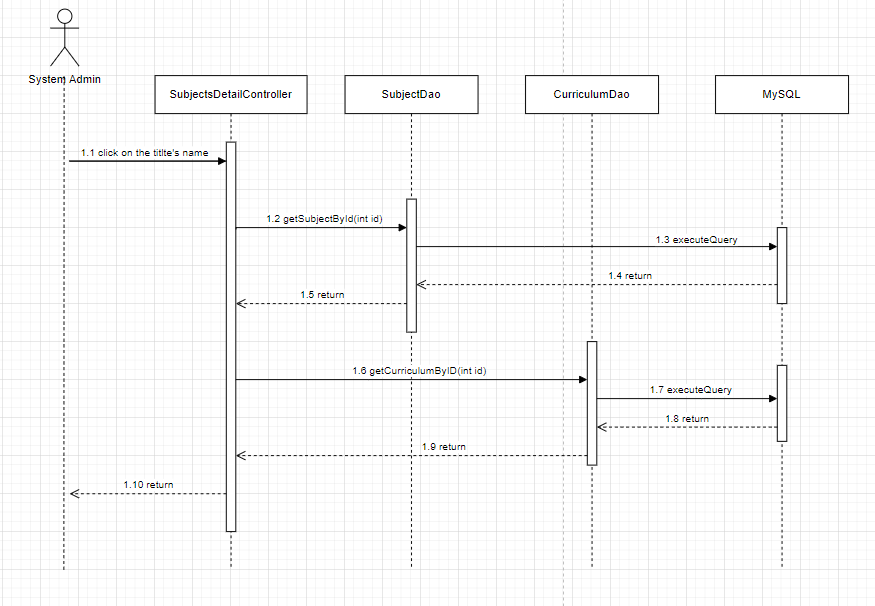 System Admin
SubjectsDetailController
SubjectDao
CurriculumDao
MySQL
1.1 click on the titlte's name
1.2 getSubjectById(int id)
1.3 executeQuery
1.4 return
1.5 return
1.6 getCurriculumByID(int id)
1.7 executeQuery
1.8 return
1.9 return
1.10 return